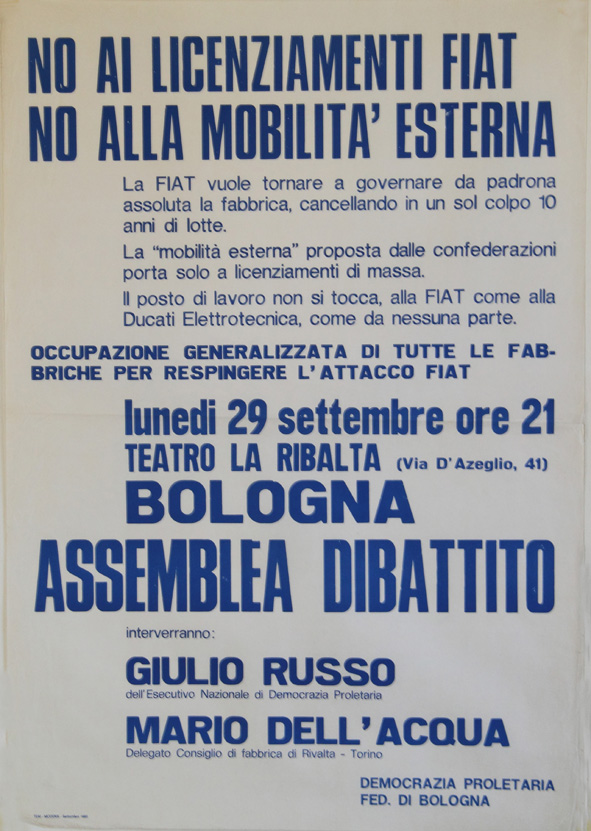 NO AI LICENZIAMENTI FIAT
NO ALLA MOBILITA' ESTERNA
La FIAT vuole tornare a governare da padrona
assoluta la fabbrica, cancellando in un sol colpo 10
anni di lotte.
La "mobilità esterna" proposta dalle confederazioni
porta solo a licenziamenti di massa.
Il posto di lavoro non si tocca, alla FIAT come alla
Ducati Elettrotecnica, come da nessuna parte.
OCCUPAZIONE GENERALIZZATA DI TUTTE LE FAB-
BRICHE PER RESPINGERE L'ATTACCO FIAT
lunedi 29 settembre ore 21
TEATRO LA RIBALTA (Via D'Azeglio, 41)
BOLOGNA
ASSEMBLEA DIBATTITO
interverranno:
GIULIO RUSSO
dell'Esecutivo Nazionale di Democrazia Proletaria
MARIO DELL'ACQUA
Delegato Consiglio di fabbrica di Rivalta - Torino
DEMOCRAZIA PROLETARIA
FED. DI BOLOGNA